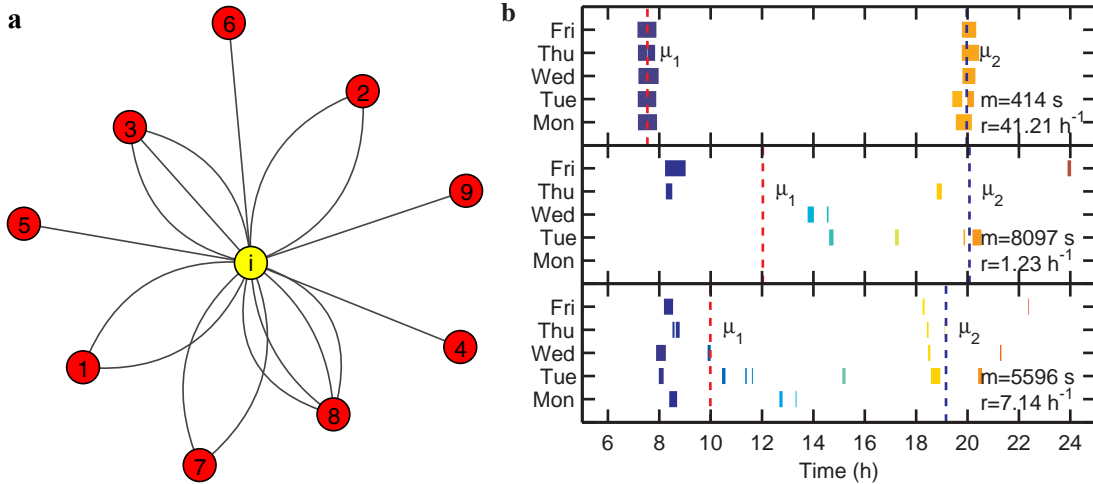 a
6
2
3
9
5
i
4
1
8
7
b
Fri
Thu
Wed
Tue
Mon
μ1
μ2
m=414 s
r=41.21 h-1
Fri
Thu
Wed
Tue
Mon
μ1
μ2
m=8097 s
r=1.23 h-1
Fri
Thu
Wed
Tue
Mon
μ1
μ2
m=5596 s
r=7.14 h-1
6 8 10 12 14 16 18 20 22 24
Time (h)